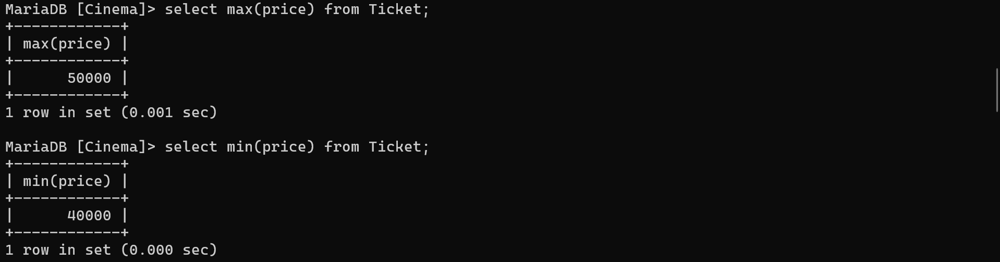 MariaDB [Cinema]> select max(price) from Ticket;
+------------+
| max(price) |
+------------+
|      50000 |
+------------+
1 row in set (0.001 sec)

MariaDB [Cinema]> select min(price) from Ticket;
+------------+
| min(price) |
+------------+
|      40000 |
+------------+
1 row in set (0.000 sec)